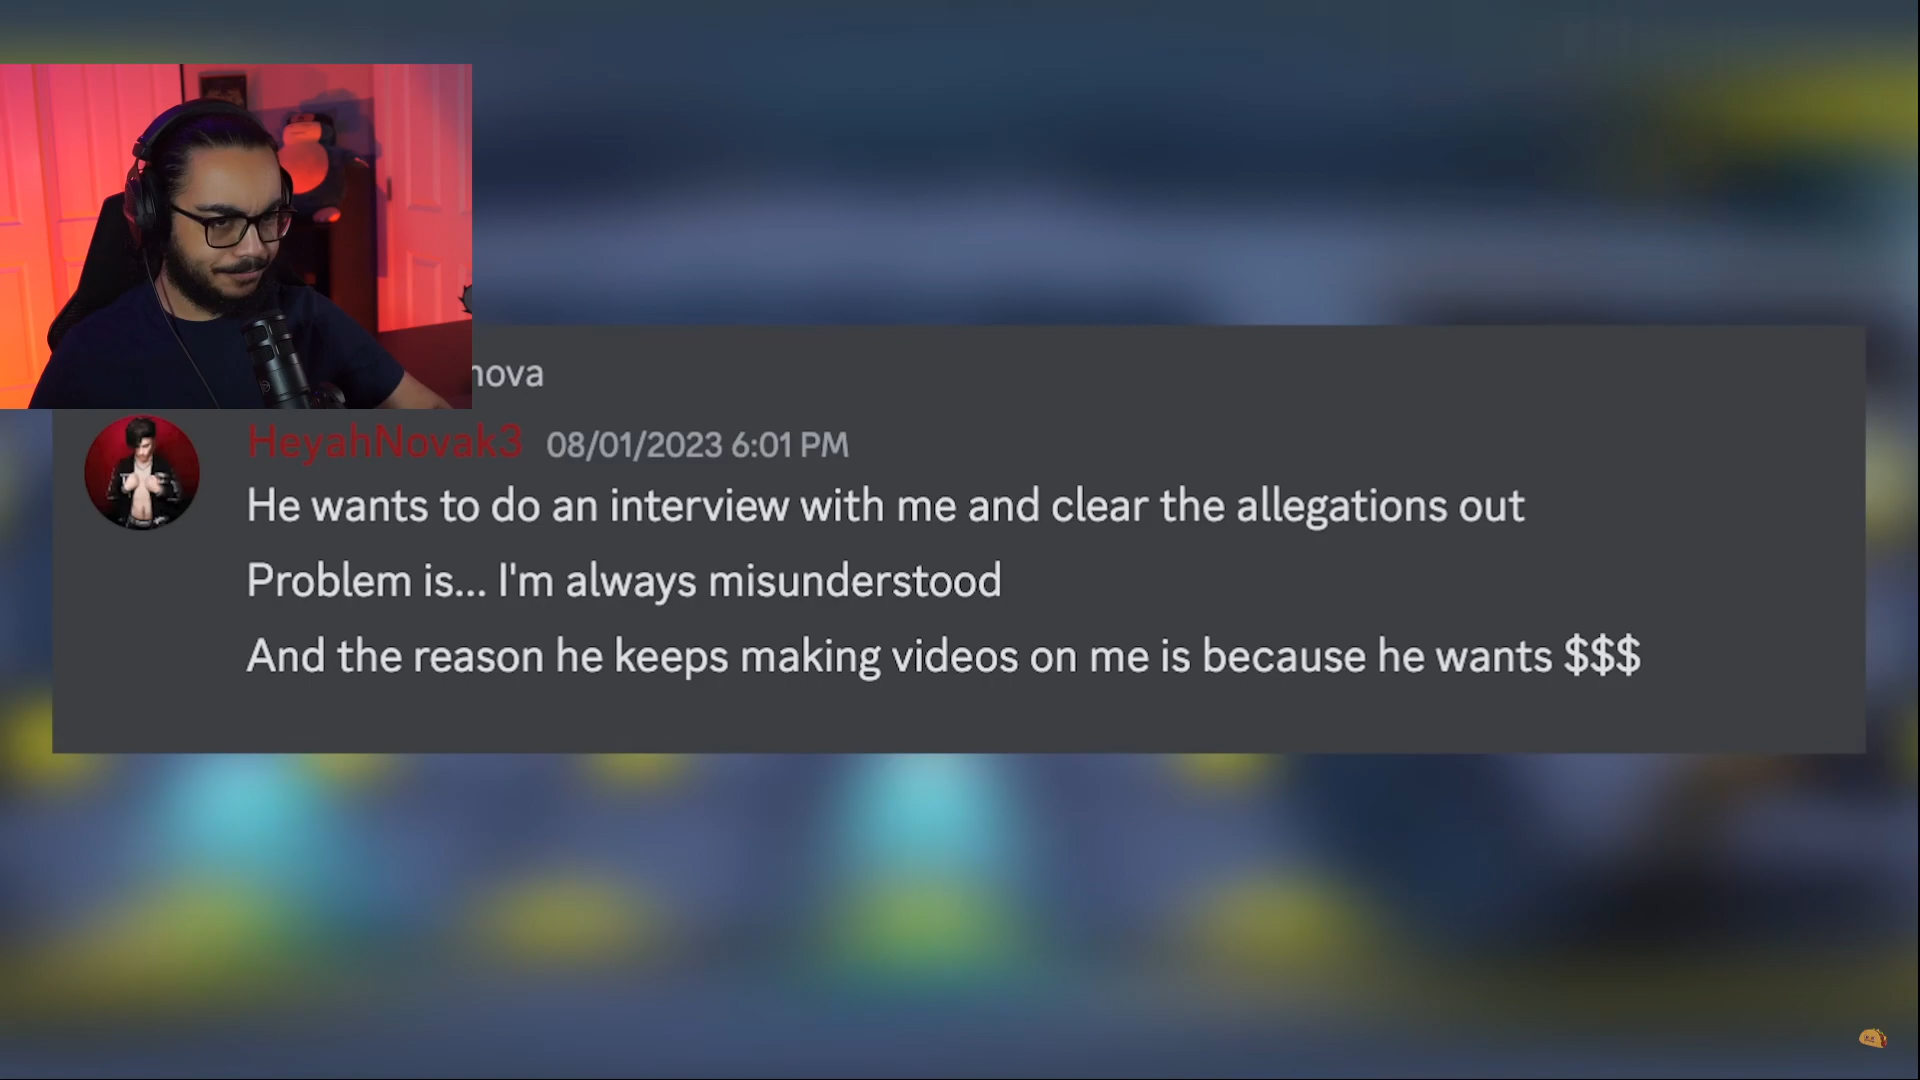 nova
HeyahNovak3 08/01/2023 6:01 PM
He wants to do an interview with me and clear the allegations out
Problem is... I'm always misunderstood
And the reason he keeps making videos on me is because he wants $$$